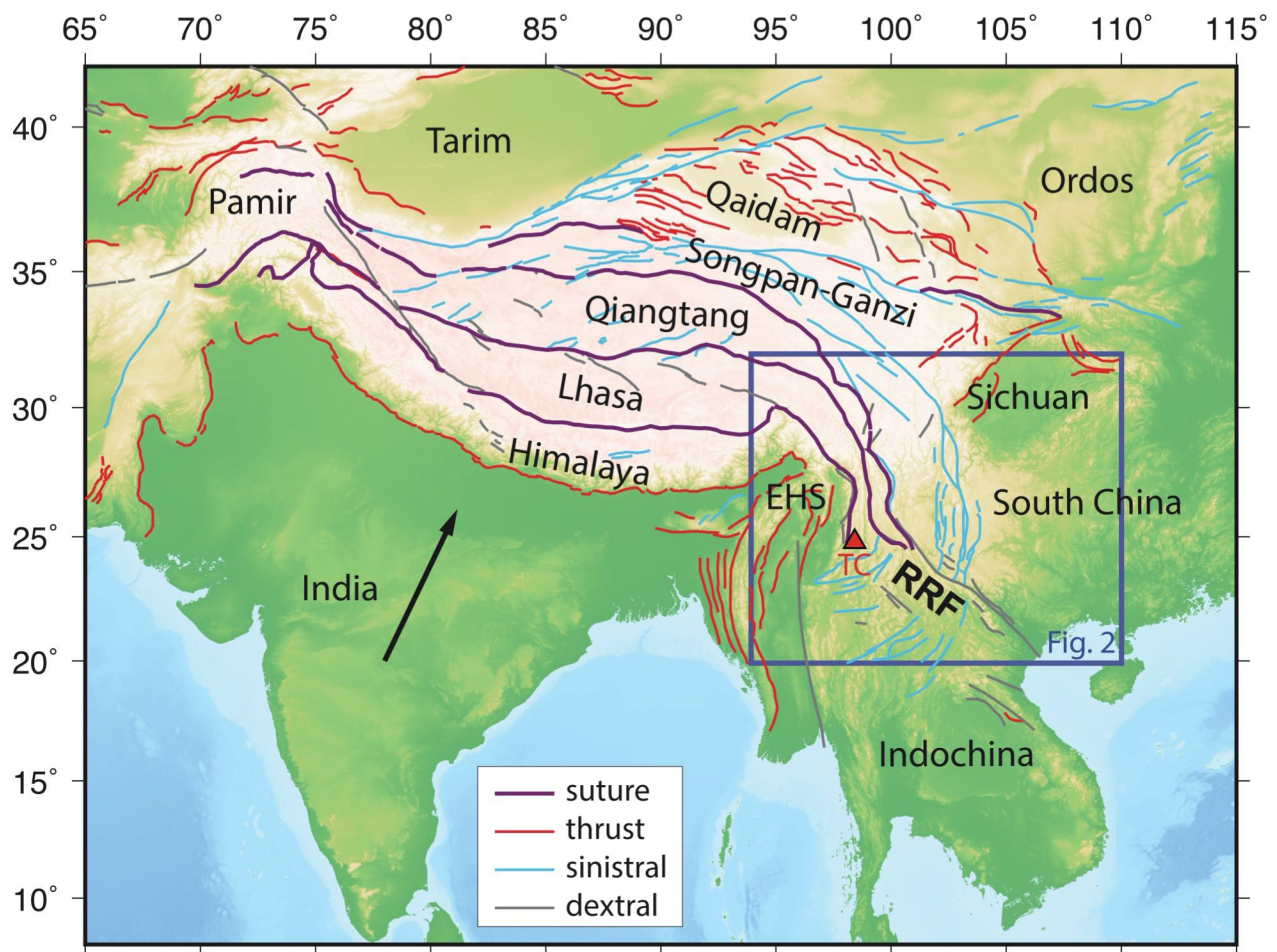 65° 70° 75° 80° 85° 90° 95° 100° 105° 110° 115°
40°
Tarim
Ordos
Pamir
Qaidam
35°
Songpan-Ganzi
Qiangtang
Lhasa
30°
Sichuan
Himalaya
EHS
South China
25°
TC
India
RRF
20°
Fig. 2
Indochina
15°
suture
thrust
sinistral
10°
dextral